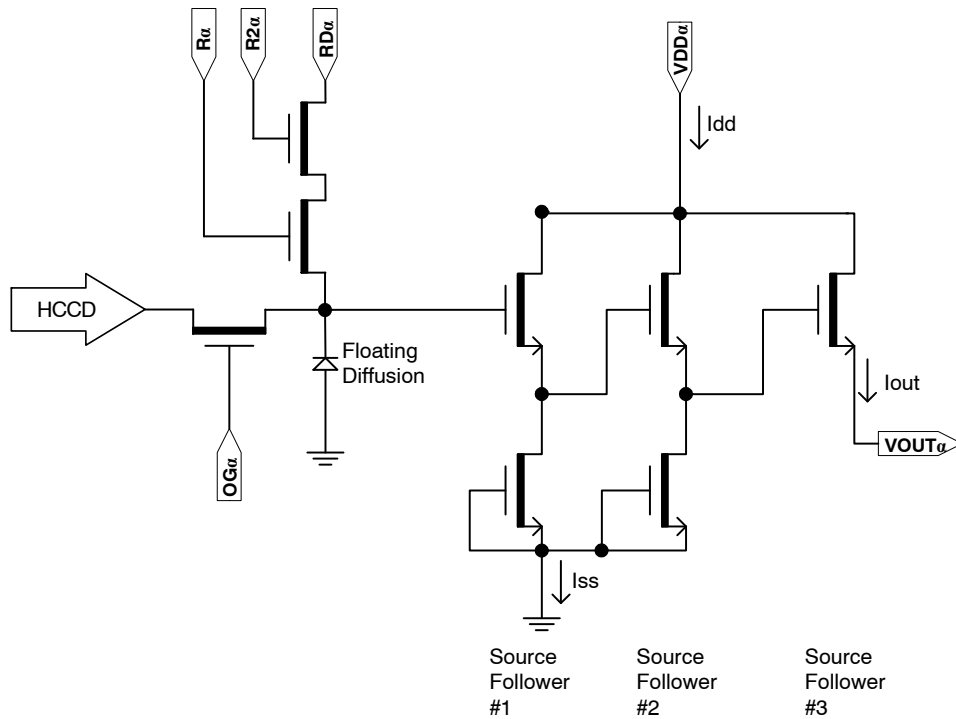 Rα
R2α
RDα
VDDα
Idd
HCCD
Floating
Diffusion
Iout
VOUTα
OGα
Iss
Source
Follower
#1
Source
Follower
#2
Source
Follower
#3